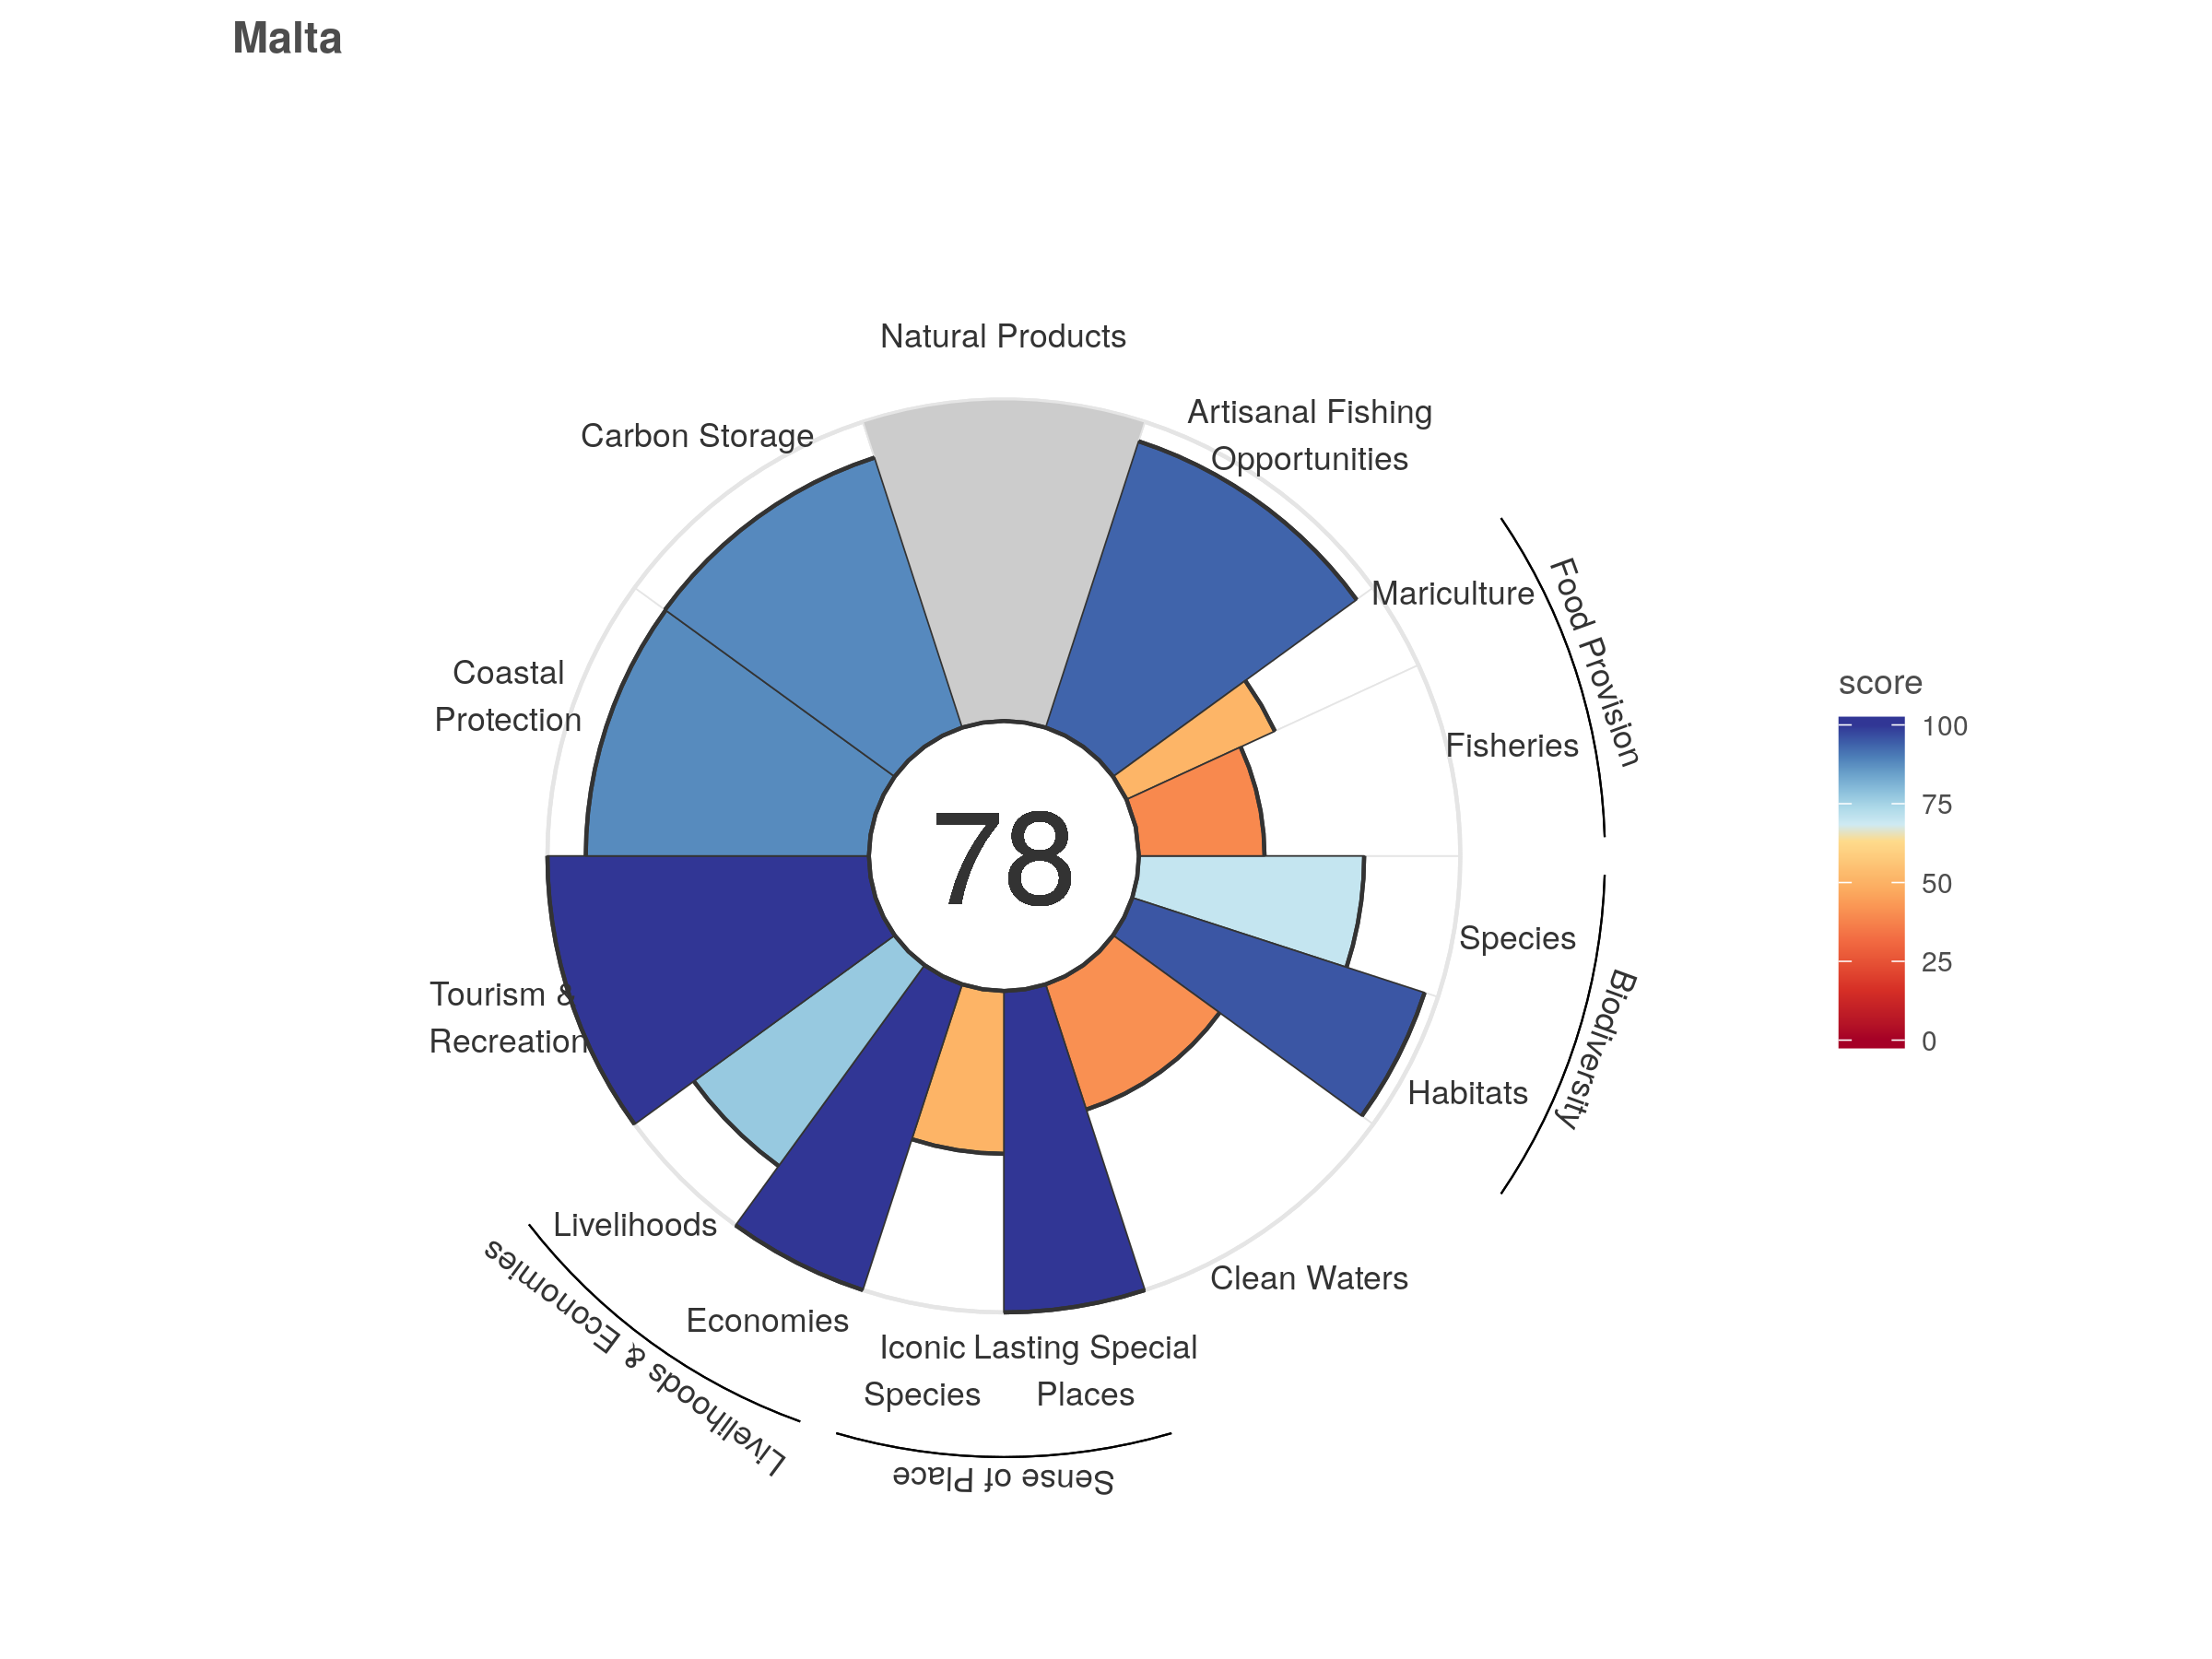 Malta
Natural Products
Artisanal Fishing
Opportunities
Carbon Storage
Mariculture
Food Provision
Fisheries
Coastal
Protection
78
Species
Biodiversity
Habitats
Tourism &
Recreation
Livelihoods
Livelihoods & Economies
Economies
Clean Waters
Iconic
Species
Lasting Special
Places
Sense of Place
score
100
75
50
25
0